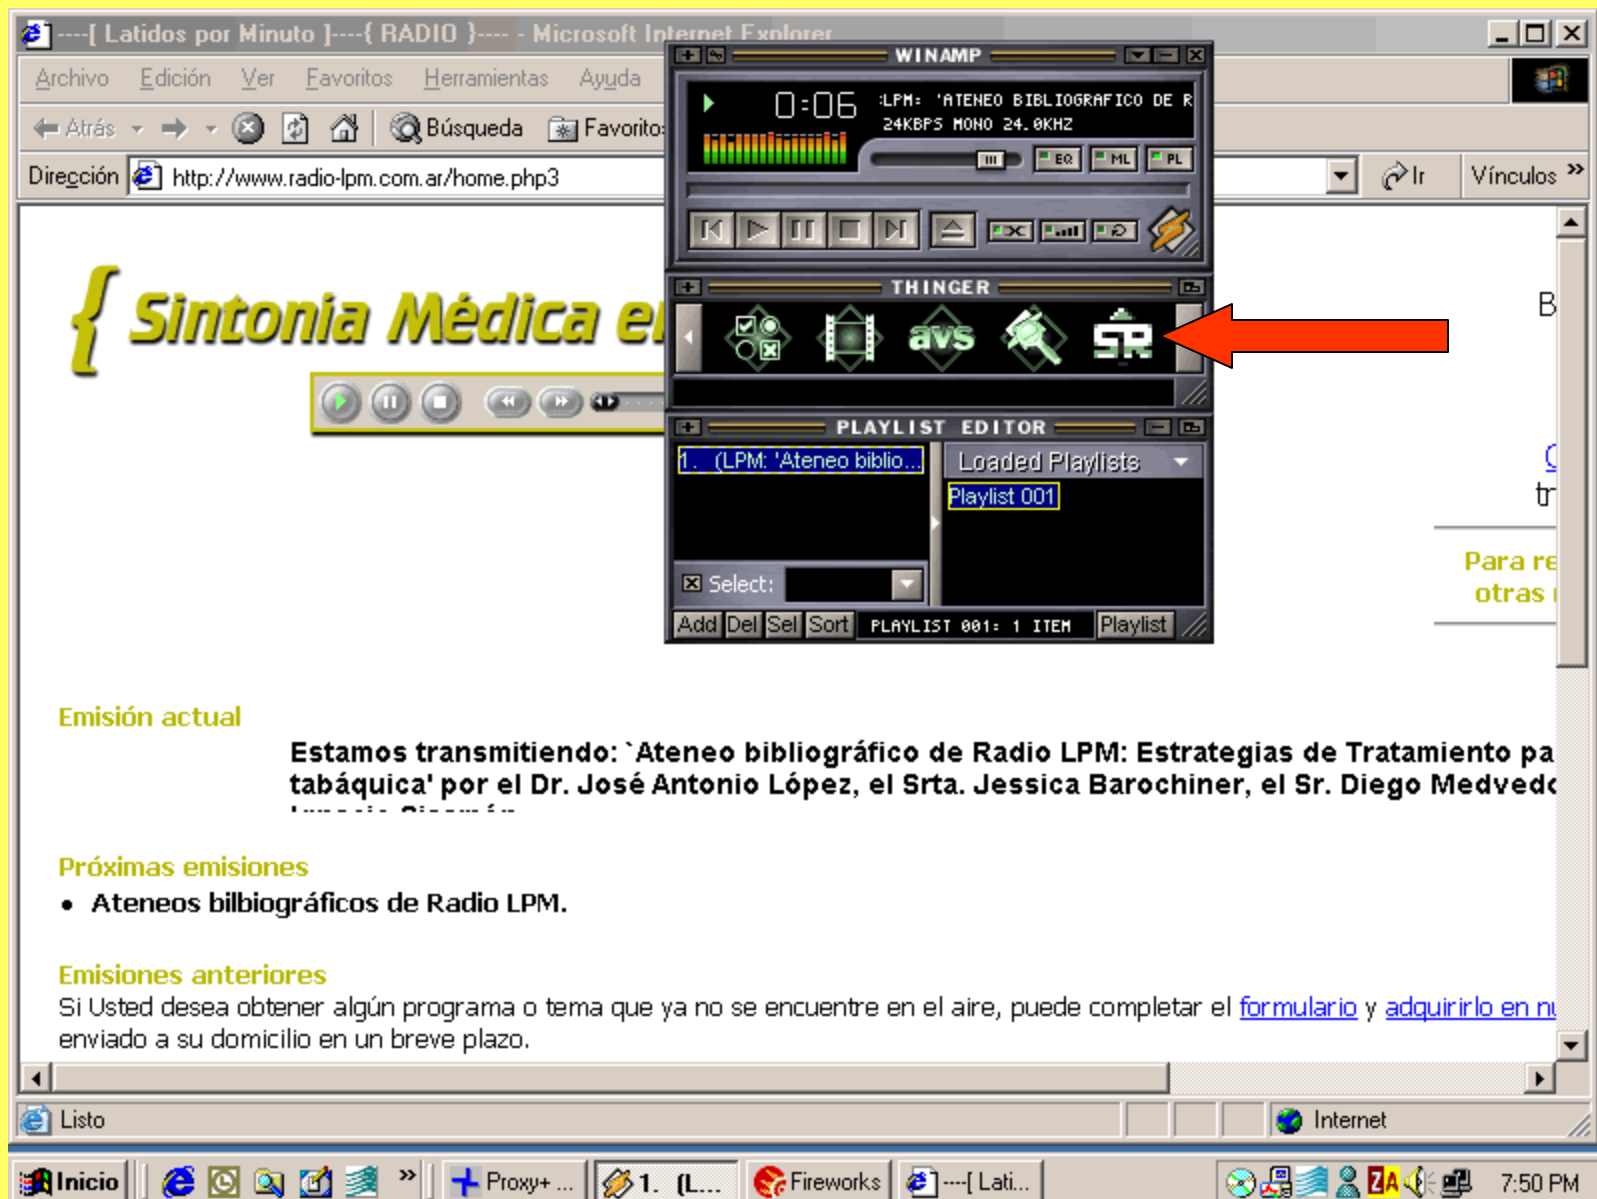 ----[ Latidos por Minuto ]----{ RADIO }---- - Microsoft Internet Explorer
Archivo Edición Ver Favoritos Herramientas Ayuda
Atrás Búsqueda Favorito
Dirección http://www.radio-lpm.com.ar/home.php3 Ir Vínculos »
WINAMP
0:06 :LPM: 'ATENEO BIBLIOGRAFICO DE R
24KBPS MONO 24.0KHZ
EQ ML PL
THINGER
avs SR
PLAYLIST EDITOR
1. (LPM: 'Ateneo biblio... Loaded Playlists
Playlist 001
Select:
Add Del Sel Sort PLAYLIST 001: 1 ITEM Playlist
{ Sintonia Médica e
B
tr
Para re
otras
Emisión actual
Estamos transmitiendo: `Ateneo bibliográfico de Radio LPM: Estrategias de Tratamiento pa
tabáquica' por el Dr. José Antonio López, el Srta. Jessica Barochiner, el Sr. Diego Medvedo
Próximas emisiones
• Ateneos bilbiográficos de Radio LPM.
Emisiones anteriores
Si Usted desea obtener algún programa o tema que ya no se encuentre en el aire, puede completar el formulario y adquirirlo en nu
enviado a su domicilio en un breve plazo.
Listo Internet
Inicio » Proxy+ ... 1. (L... Fireworks ----[ Lati... ZA 7:50 PM